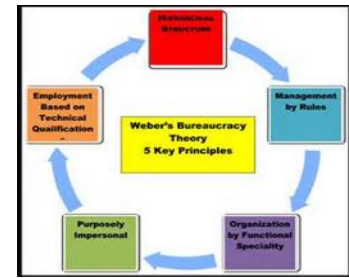 HIERARCHIAL
STRUCTURE
Management
by Rules
Organization
by Functional
Speciality
Purposely
Impersonal
Employment
Based on
Technical
Qualification
Weber's Bureaucracy
Theory
5 Key Principles